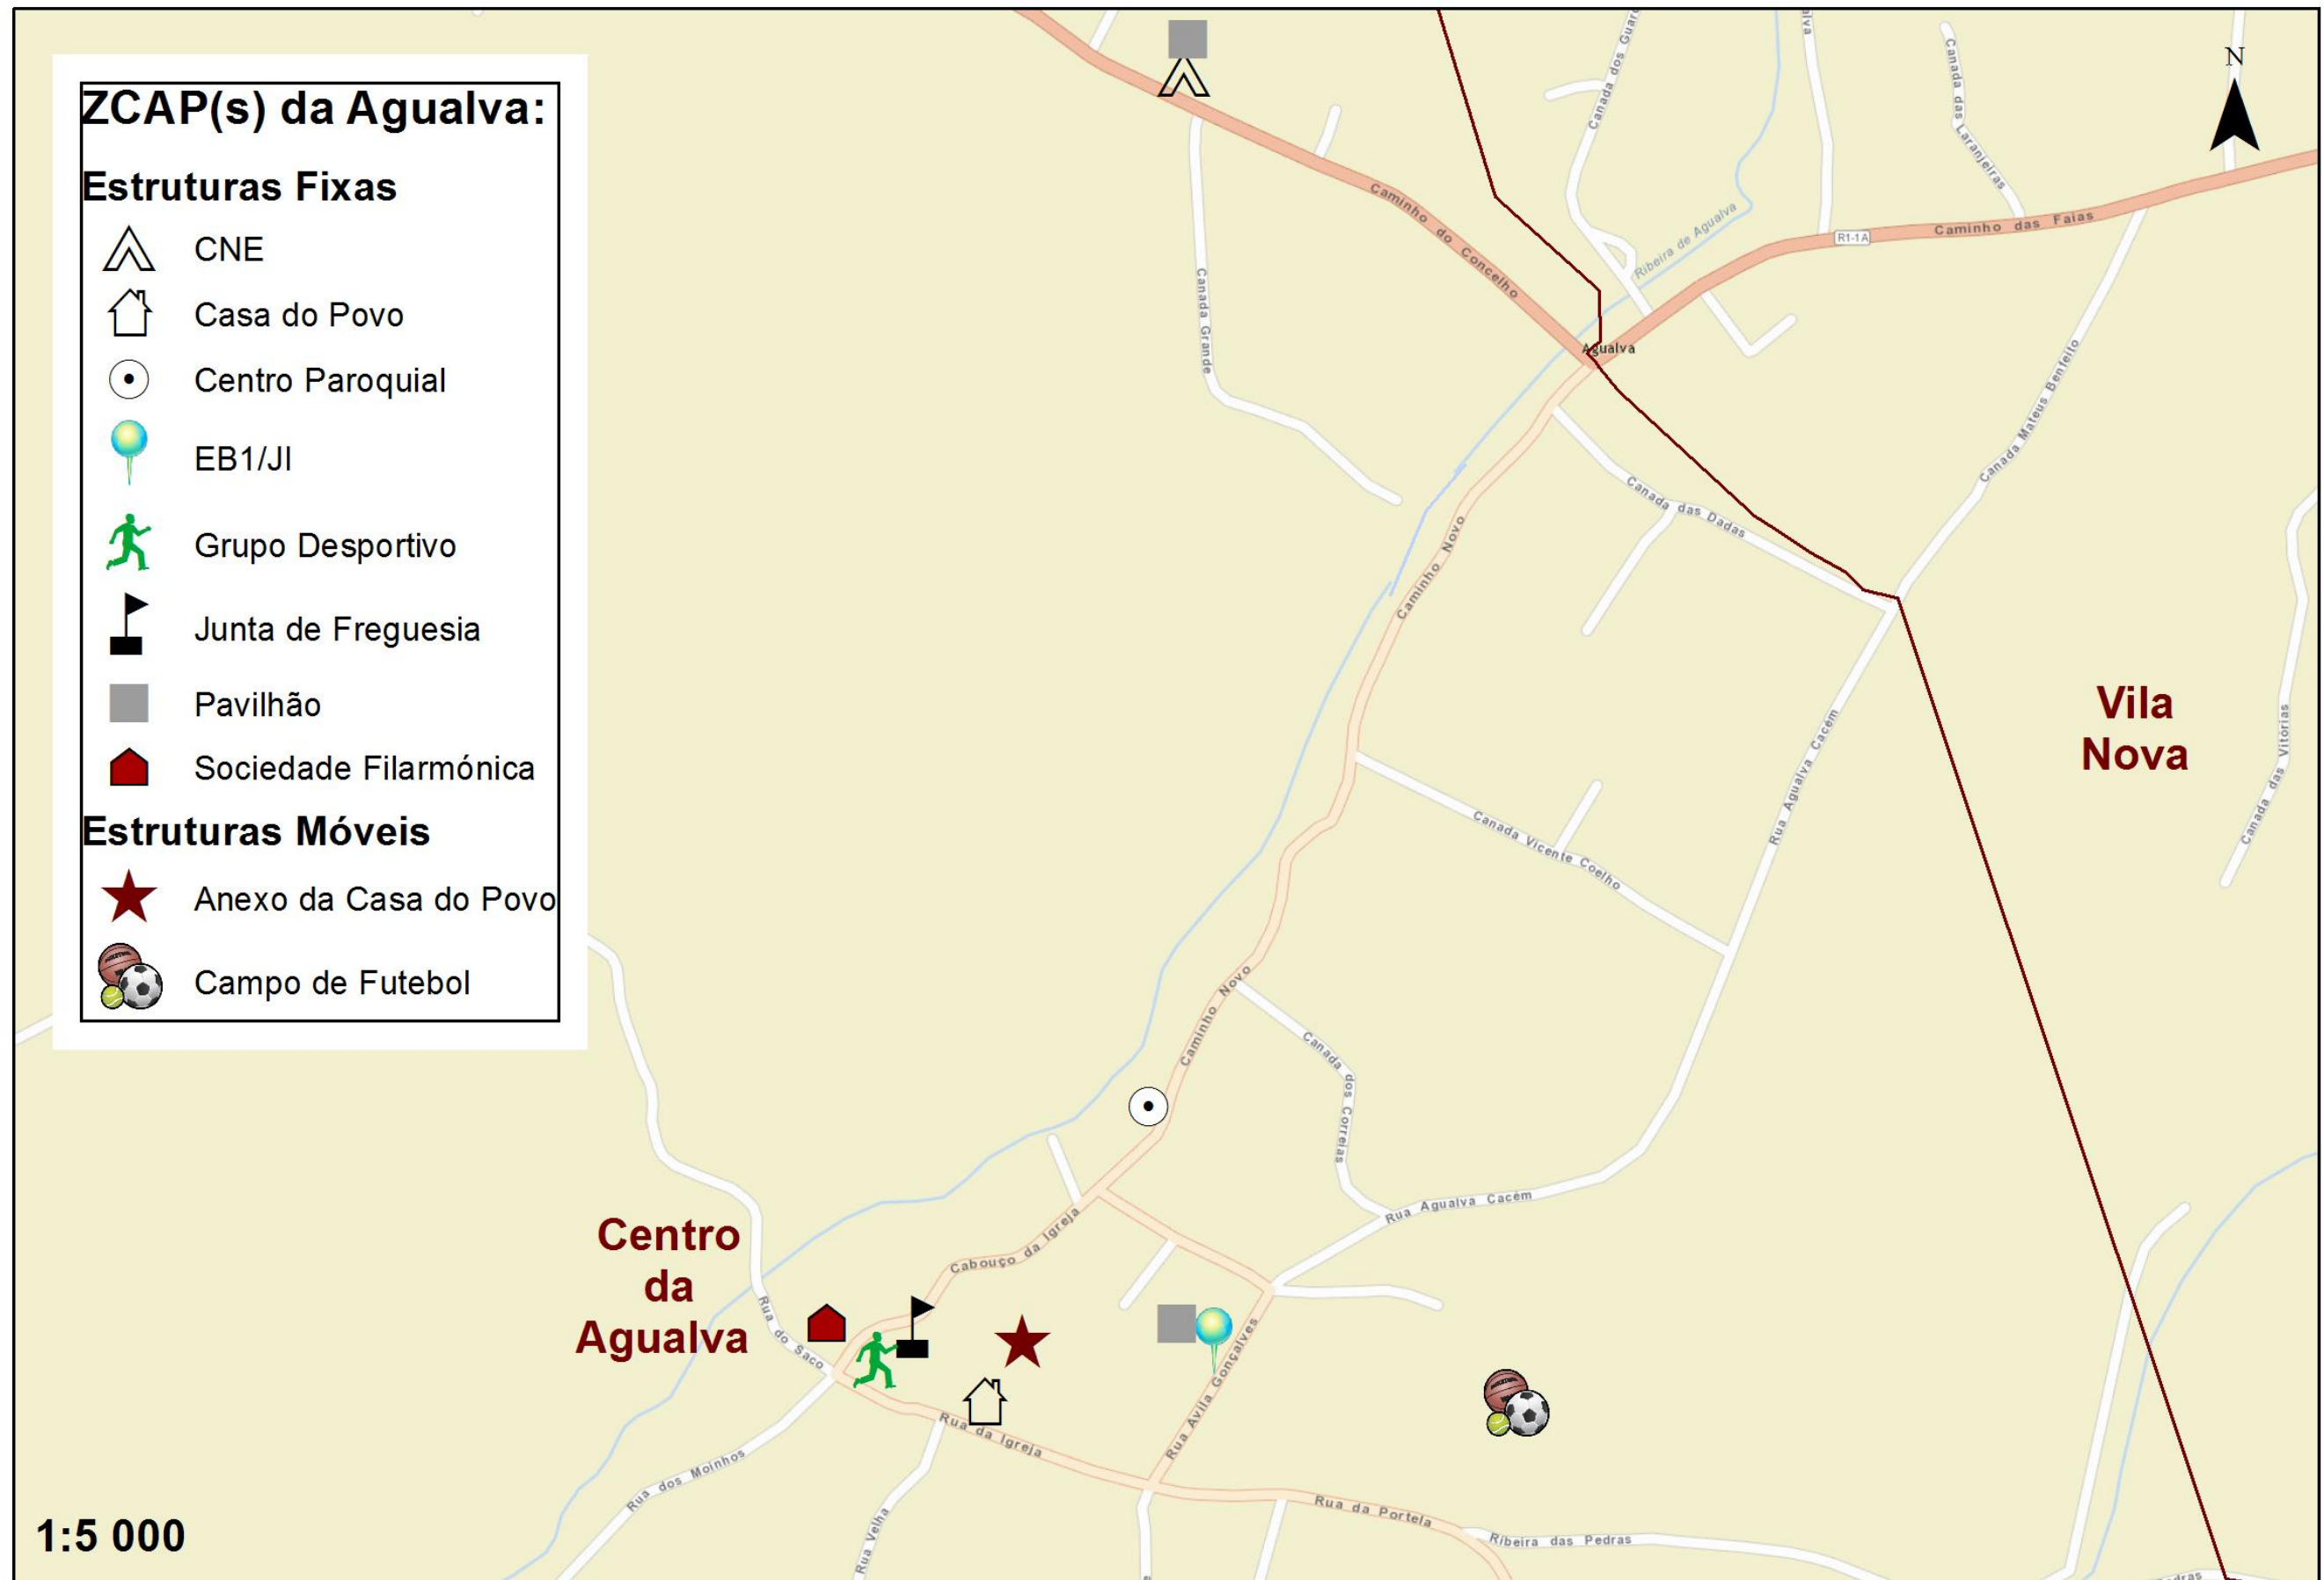 ZCAP(s) da Agualva:
Estruturas Fixas
CNE
Casa do Povo
Centro Paroquial
EB1/JI
Grupo Desportivo
Junta de Freguesia
Pavilhão
Sociedade Filarmónica
Estruturas Móveis
Anexo da Casa do Povo
Campo de Futebol
N
Canada das Laranjeiras
Caminho do Concelho
Ribeira de Agualva
R1-1A
Caminho das Faias
Canada Grande
Agualva
Canada Mateus Benfeito
Canada das Dadas
Caminho Novo
Vila
Nova
Rua Agualva Cacém
Canada das Vitórias
Canada Vicente Coelho
Caminho Novo
Canada dos Correias
Rua Agualva Cacém
Cabouço da Igreja
Centro
da
Agualva
Rua do Saco
Rua Avila Gonçalves
Rua da Igreja
Rua dos Moinhos
Rua Velha
Rua da Portela
Ribeira das Pedras
1:5 000